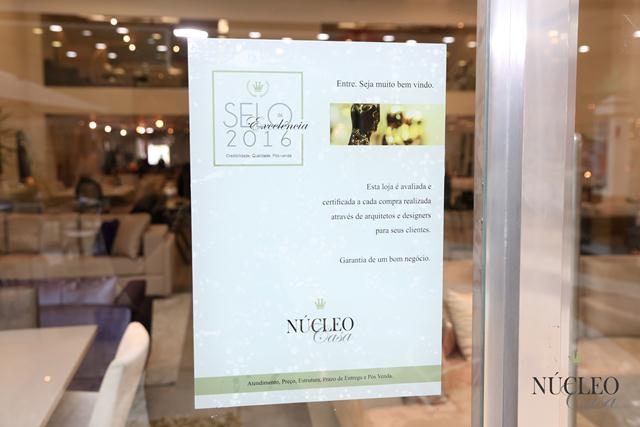 SELO
de
Excelência
2016
Credibilidade, Qualidade, Pós-venda
Entre. Seja muito bem vindo.
Esta loja é avaliada e
certificada a cada compra realizada
através de arquitetos e designers
para seus clientes.
Garantia de um bom negócio.
NÚCLEO
Casa
Atendimento, Preço, Estrutura, Prazo de Entrega e Pós Venda.
NÚCLEO
Casa